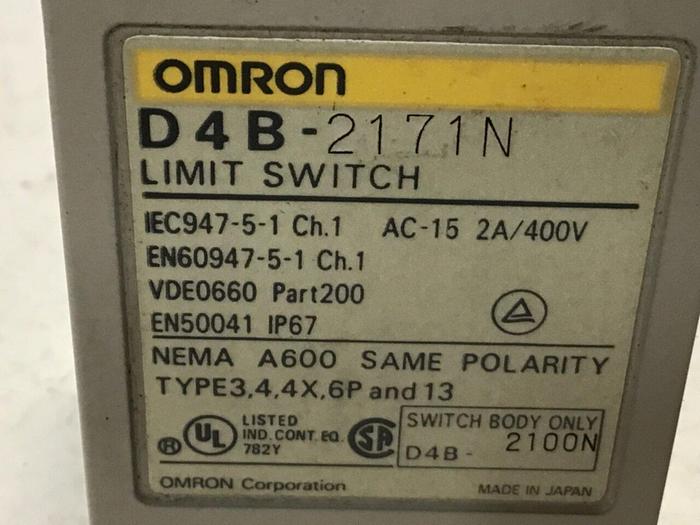 OMRON
D4B-2171N
LIMIT SWITCH
IEC947-5-1 Ch.1 AC-15 2A/400V
EN60947-5-1 Ch.1
VDE0660 Part200
EN50041 IP67
NEMA A600 SAME POLARITY
TYPE3,4,4X,6P and 13
® UL LISTED
IND.CONT.EQ.
782Y
SA
SWITCH BODY ONLY
D4B- 2100N
OMRON Corporation MADE IN JAPAN